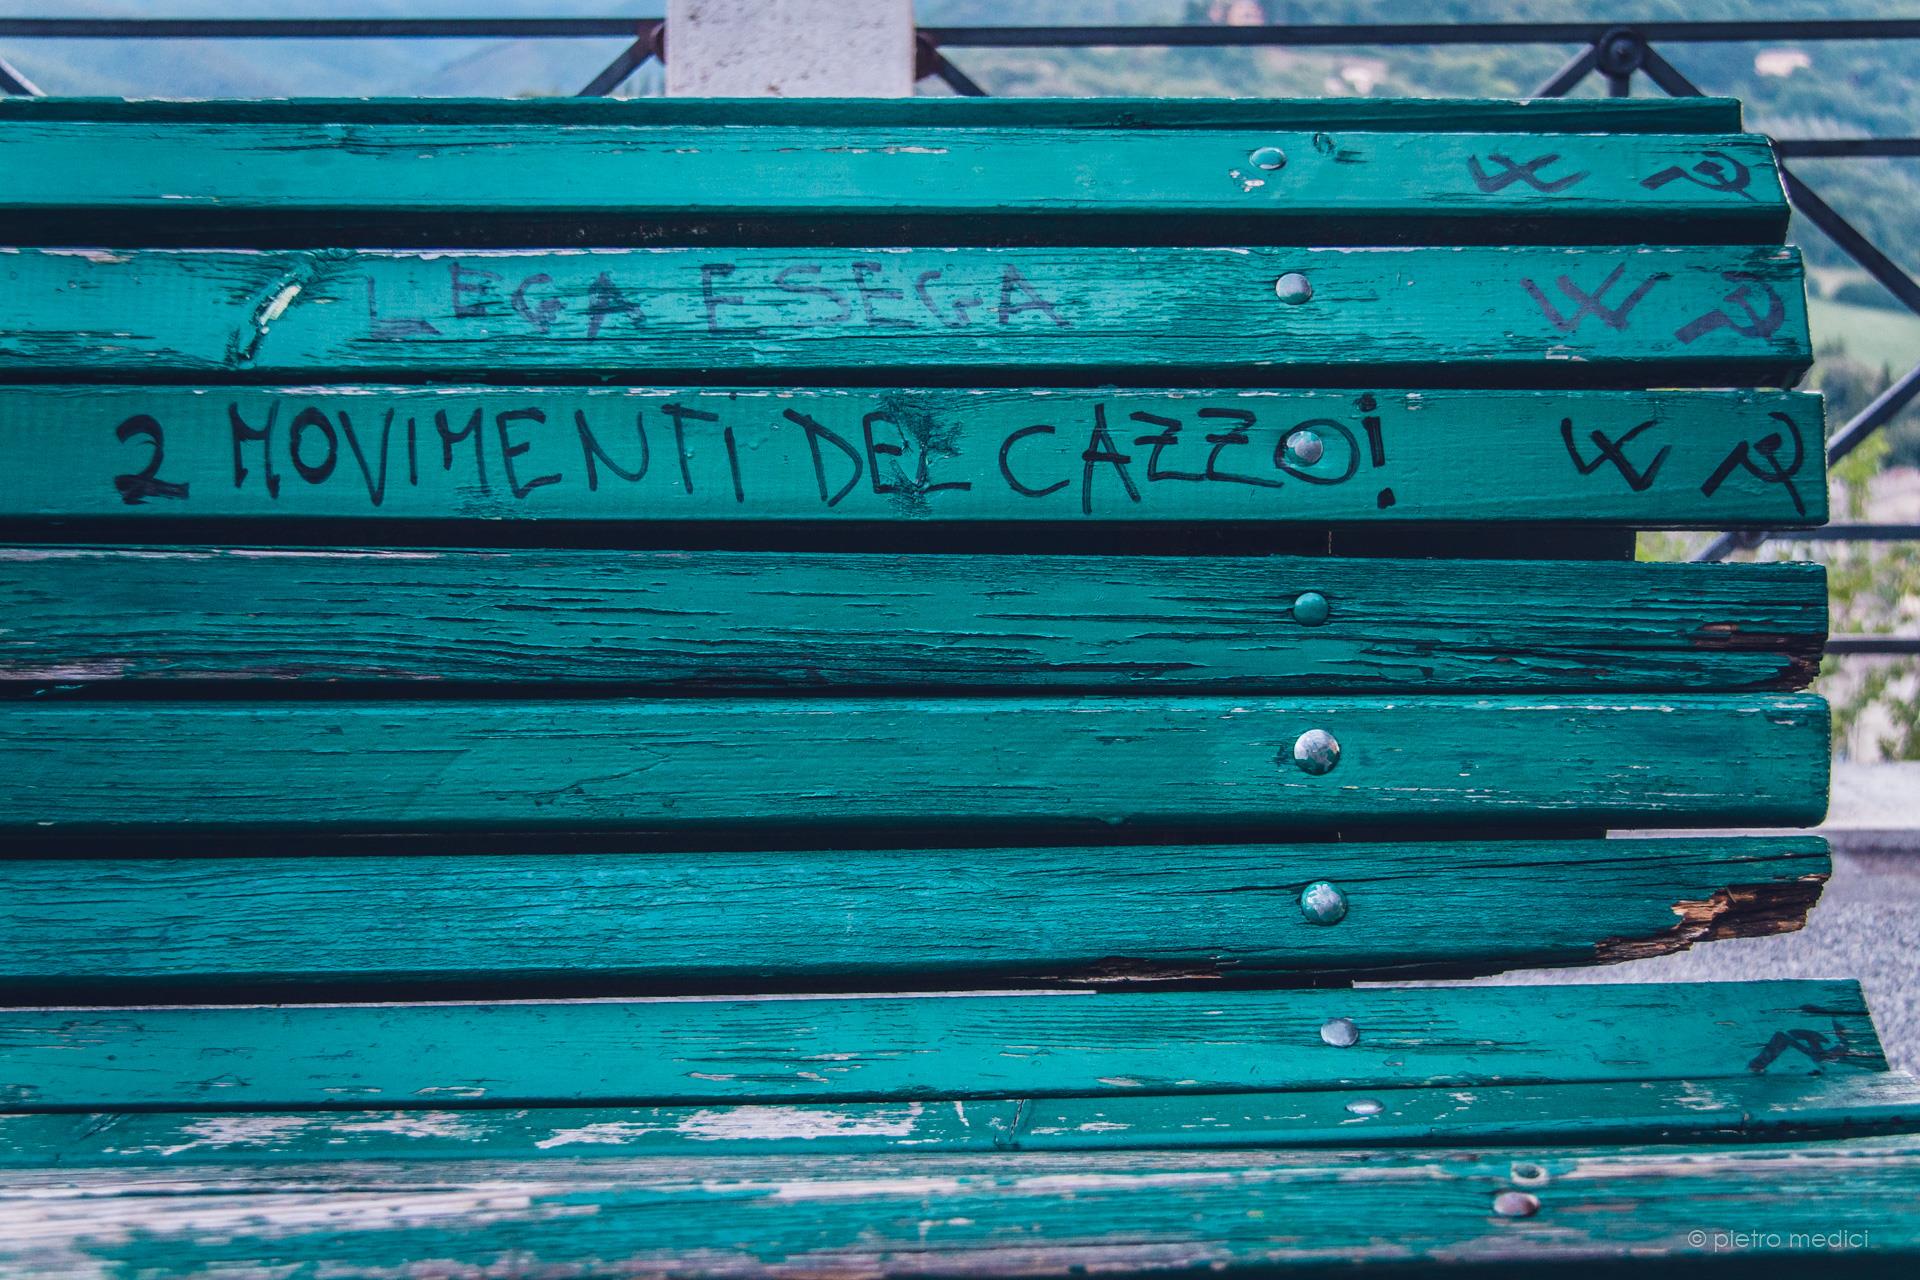 W ☭
LEGA E SEGA W ☭
2 MOVIMENTI DEL CAZZO! W ☭
☭
© pietro medici